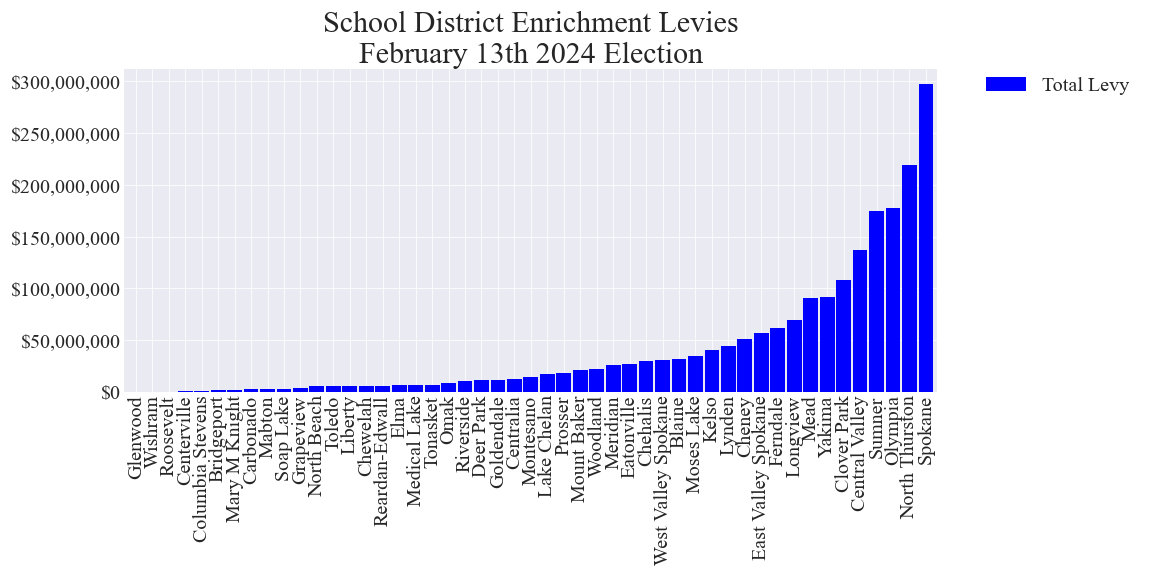 School District Enrichment Levies
February 13th 2024 Election
Total Levy
$300,000,000
$250,000,000
$200,000,000
$150,000,000
$100,000,000
$50,000,000
$0
Glenwood
Wishram
Roosevelt
Centerville
Columbia Stevens
Bridgeport
Mary M Knight
Carbonado
Mabton
Soap Lake
Grapeview
North Beach
Toledo
Liberty
Chewelah
Reardan-Edwall
Elma
Medical Lake
Tonasket
Omak
Riverside
Deer Park
Goldendale
Centralia
Montesano
Lake Chelan
Prosser
Mount Baker
Woodland
Meridian
Eatonville
Chehalis
West Valley Spokane
Blaine
Moses Lake
Kelso
Lynden
Cheney
East Valley Spokane
Ferndale
Longview
Mead
Yakima
Clover Park
Central Valley
Sumner
Olympia
North Thurston
Spokane